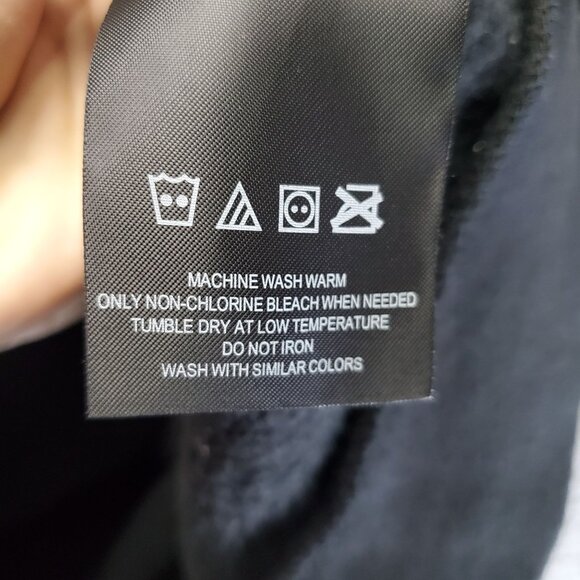 MACHINE WASH WARM
ONLY NON-CHLORINE BLEACH WHEN NEEDED
TUMBLE DRY AT LOW TEMPERATURE
DO NOT IRON
WASH WITH SIMILAR COLORS